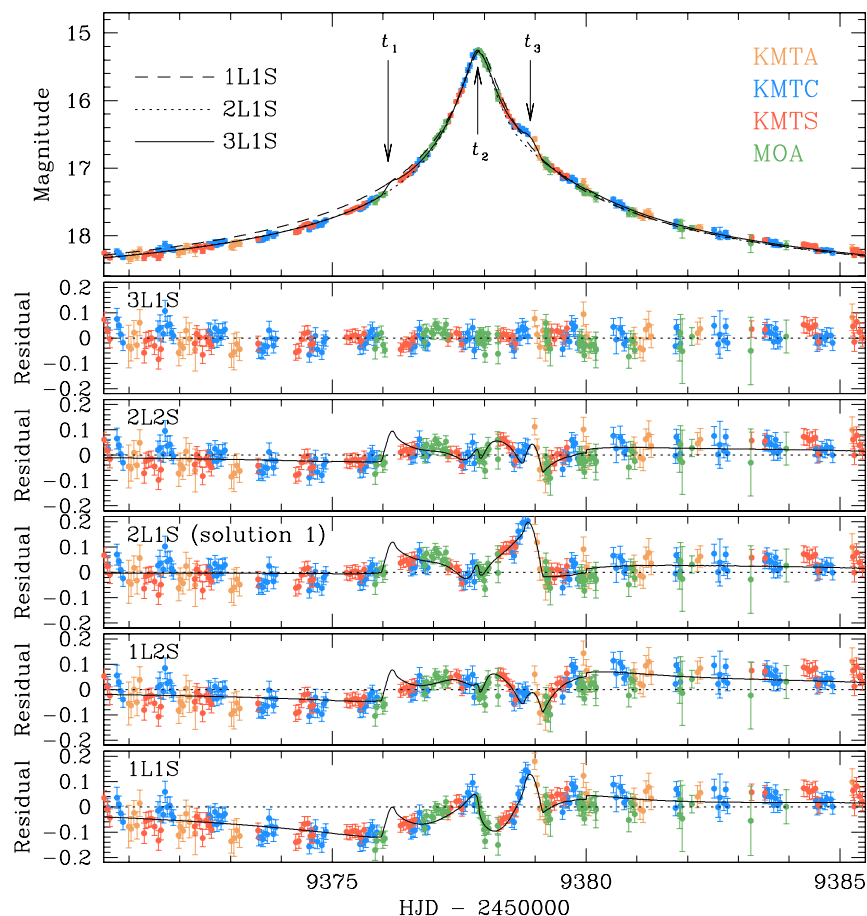 15
16
17
18
Magnitude
1L1S
2L1S
3L1S
t1
t2
t3
KMTA
KMTC
KMTS
MOA
0.2
0.1
0
−0.1
−0.2
Residual
3L1S
0.2
0.1
0
−0.1
−0.2
Residual
2L2S
0.2
0.1
0
−0.1
−0.2
Residual
2L1S (solution 1)
0.2
0.1
0
−0.1
−0.2
Residual
1L2S
0.2
0.1
0
−0.1
−0.2
Residual
1L1S
9375
9380
9385
HJD − 2450000